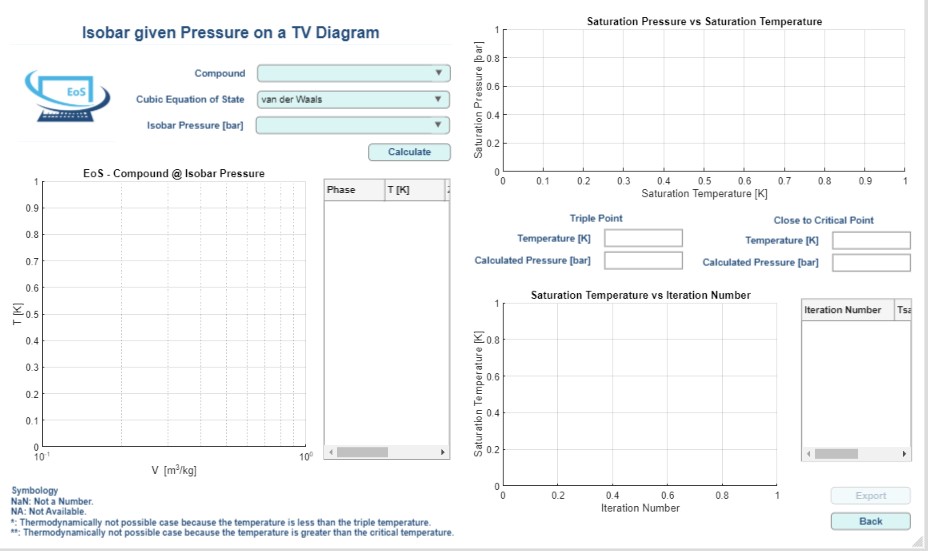 Isobar given Pressure on a TV Diagram
EoS
Compound
Cubic Equation of State
van der Waals
Isobar Pressure [bar]
Calculate
EoS - Compound @ Isobar Pressure
1
0.9
0.8
0.7
0.6
0.5
0.4
0.3
0.2
0.1
0
T [K]
10⁻¹
10⁰
V [m³/kg]
Phase T [K]
Symbology
NaN: Not a Number.
NA: Not Available.
*: Thermodynamically not possible case because the temperature is less than the triple temperature.
**: Thermodynamically not possible case because the temperature is greater than the critical temperature.
Saturation Pressure vs Saturation Temperature
Saturation Pressure [bar]
1
0.8
0.6
0.4
0.2
0
0 0.1 0.2 0.3 0.4 0.5 0.6 0.7 0.8 0.9 1
Saturation Temperature [K]
Triple Point
Temperature [K]
Calculated Pressure [bar]
Close to Critical Point
Temperature [K]
Calculated Pressure [bar]
Saturation Temperature vs Iteration Number
Saturation Temperature [K]
1
0.8
0.6
0.4
0.2
0
0 0.2 0.4 0.6 0.8 1
Iteration Number
Iteration Number Tsa
Export
Back